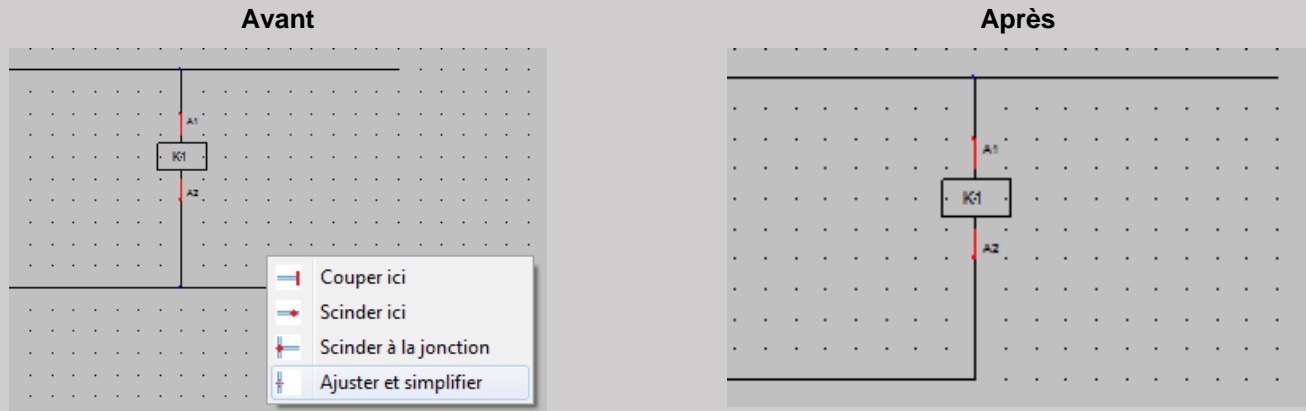 Avant
A1
K1
A2
Couper ici
Scinder ici
Scinder à la jonction
Ajuster et simplifier
Après
A1
K1
A2